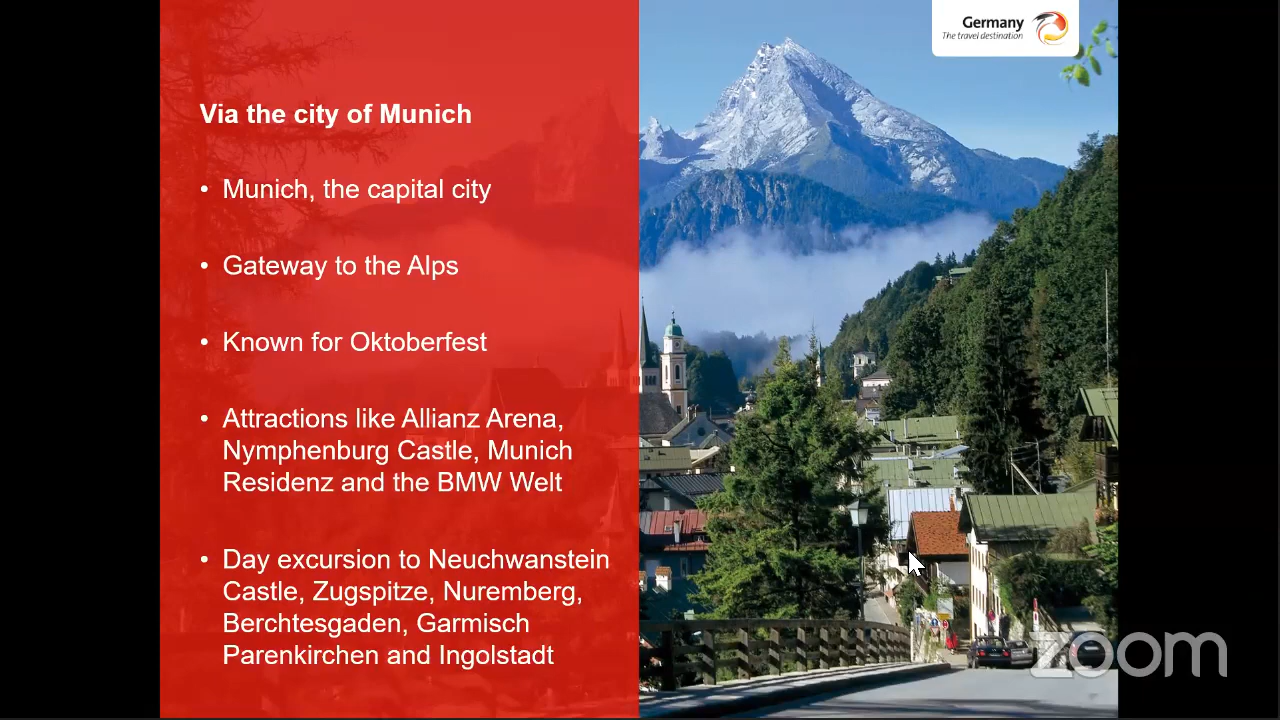 Germany
The travel destination
Via the city of Munich
• Munich, the capital city
• Gateway to the Alps
• Known for Oktoberfest
• Attractions like Allianz Arena,
Nymphenburg Castle, Munich
Residenz and the BMW Welt
• Day excursion to Neuchwanstein
Castle, Zugspitze, Nuremberg,
Berchtesgaden, Garmisch
Parenkirchen and Ingolstadt
zoom